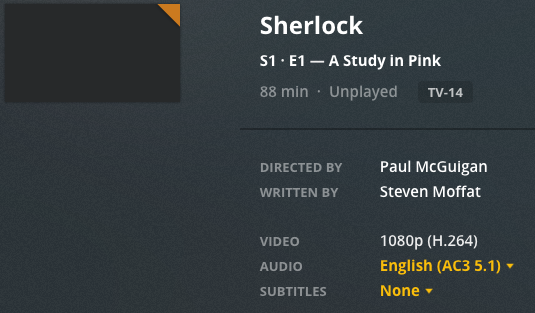 Sherlock
S1 · E1 — A Study in Pink
88 min · Unplayed TV-14
DIRECTED BY Paul McGuigan
WRITTEN BY Steven Moffat
VIDEO 1080p (H.264)
AUDIO English (AC3 5.1)
SUBTITLES None